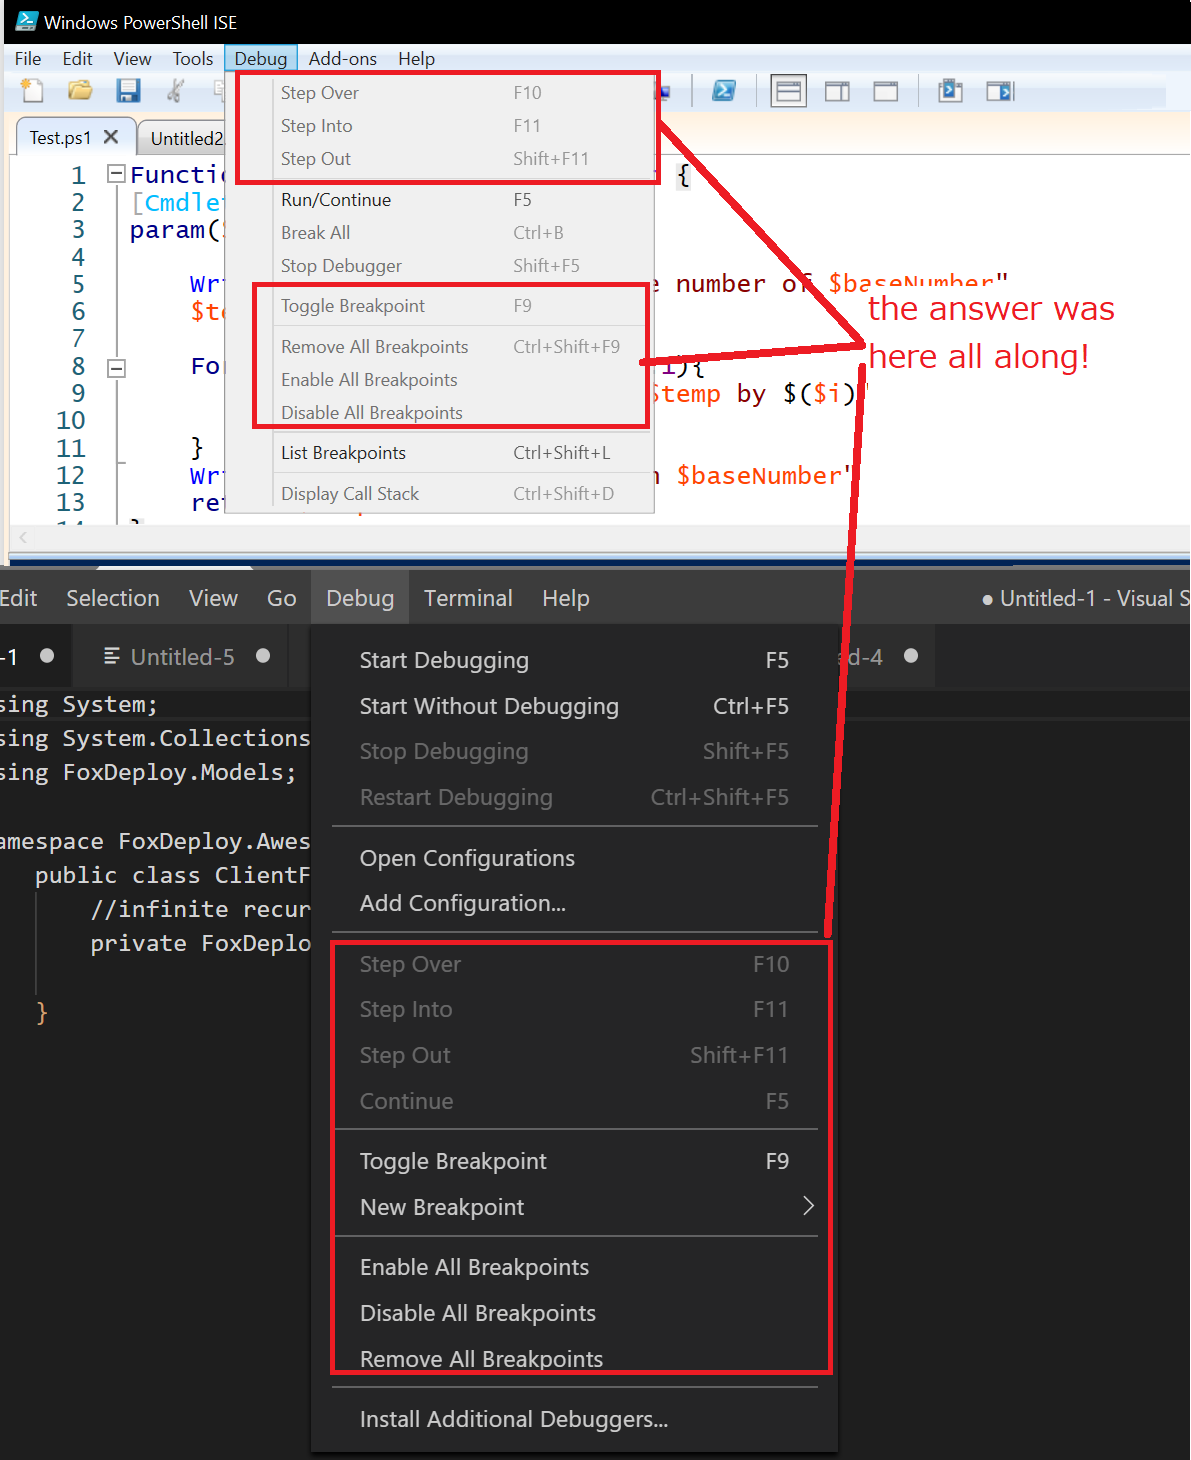 Windows PowerShell ISE
File Edit View Tools Debug Add-ons Help
Step Over F10
Step Into F11
Step Out Shift+F11
Run/Continue F5
Break All Ctrl+B
Stop Debugger Shift+F5
Toggle Breakpoint F9
Remove All Breakpoints Ctrl+Shift+F9
Enable All Breakpoints
Disable All Breakpoints
List Breakpoints Ctrl+Shift+L
Display Call Stack Ctrl+Shift+D
Test.ps1 Untitled2
1 Functi {
2 [Cmdle
3 param(
4
5 Wr number of $baseNumber"
6 $t
7
8 Fo i){
9 $temp by $($i)
10
11 }
12 Wr $baseNumber"
13 re
the answer was
here all along!
Edit Selection View Go Debug Terminal Help ● Untitled-1 - Visual S
-1 Untitled-5 ed-4
sing System;
sing System.Collections
sing FoxDeploy.Models;
amespace FoxDeploy.Awes
public class ClientF
//infinite recur
private FoxDeplo
}
Start Debugging F5
Start Without Debugging Ctrl+F5
Stop Debugging Shift+F5
Restart Debugging Ctrl+Shift+F5
Open Configurations
Add Configuration...
Step Over F10
Step Into F11
Step Out Shift+F11
Continue F5
Toggle Breakpoint F9
New Breakpoint
Enable All Breakpoints
Disable All Breakpoints
Remove All Breakpoints
Install Additional Debuggers...